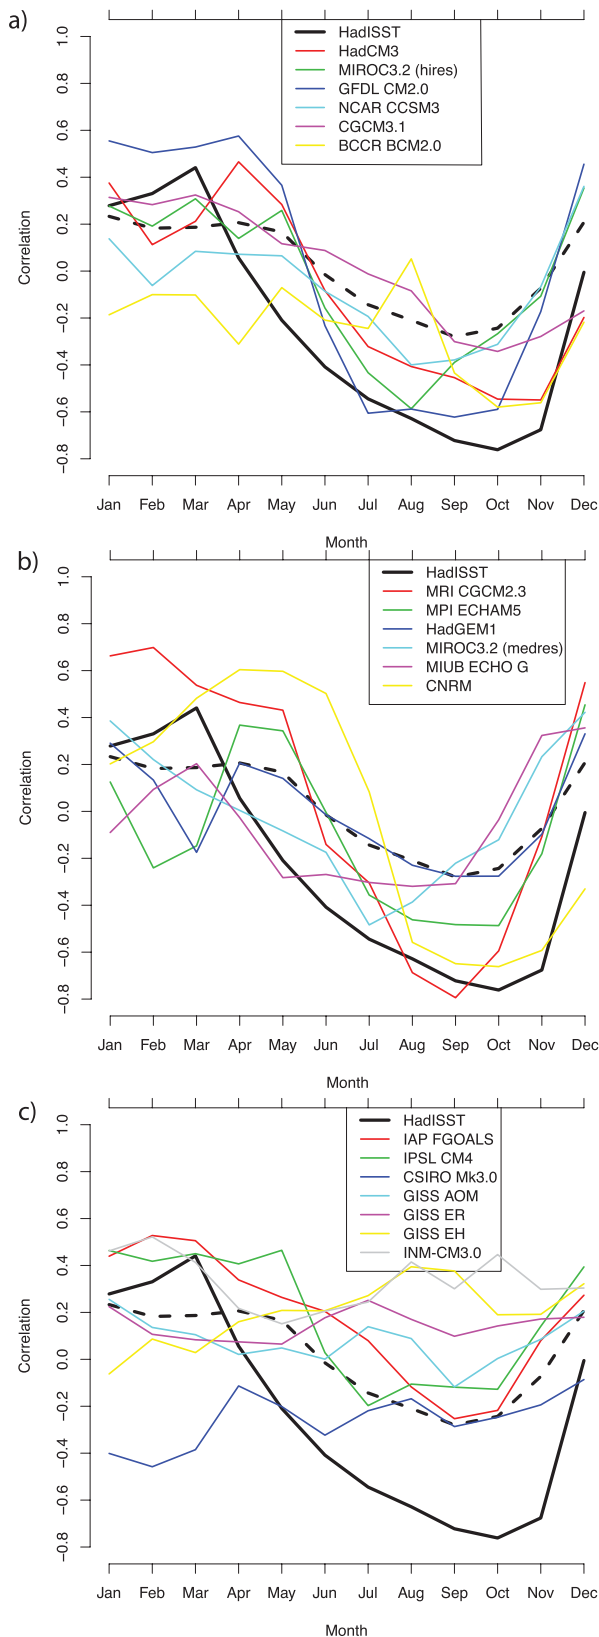 a)
HadISST
HadCM3
MIROC3.2 (hires)
GFDL CM2.0
NCAR CCSM3
CGCM3.1
BCCR BCM2.0
1.0
0.8
0.6
0.4
0.2
0.0
−0.2
−0.4
−0.6
−0.8
Correlation
Jan Feb Mar Apr May Jun Jul Aug Sep Oct Nov Dec
Month
b)
HadISST
MRI CGCM2.3
MPI ECHAM5
HadGEM1
MIROC3.2 (medres)
MIUB ECHO G
CNRM
1.0
0.8
0.6
0.4
0.2
0.0
−0.2
−0.4
−0.6
−0.8
Correlation
Jan Feb Mar Apr May Jun Jul Aug Sep Oct Nov Dec
Month
c)
HadISST
IAP FGOALS
IPSL CM4
CSIRO Mk3.0
GISS AOM
GISS ER
GISS EH
INM-CM3.0
1.0
0.8
0.6
0.4
0.2
0.0
−0.2
−0.4
−0.6
−0.8
Correlation
Jan Feb Mar Apr May Jun Jul Aug Sep Oct Nov Dec
Month